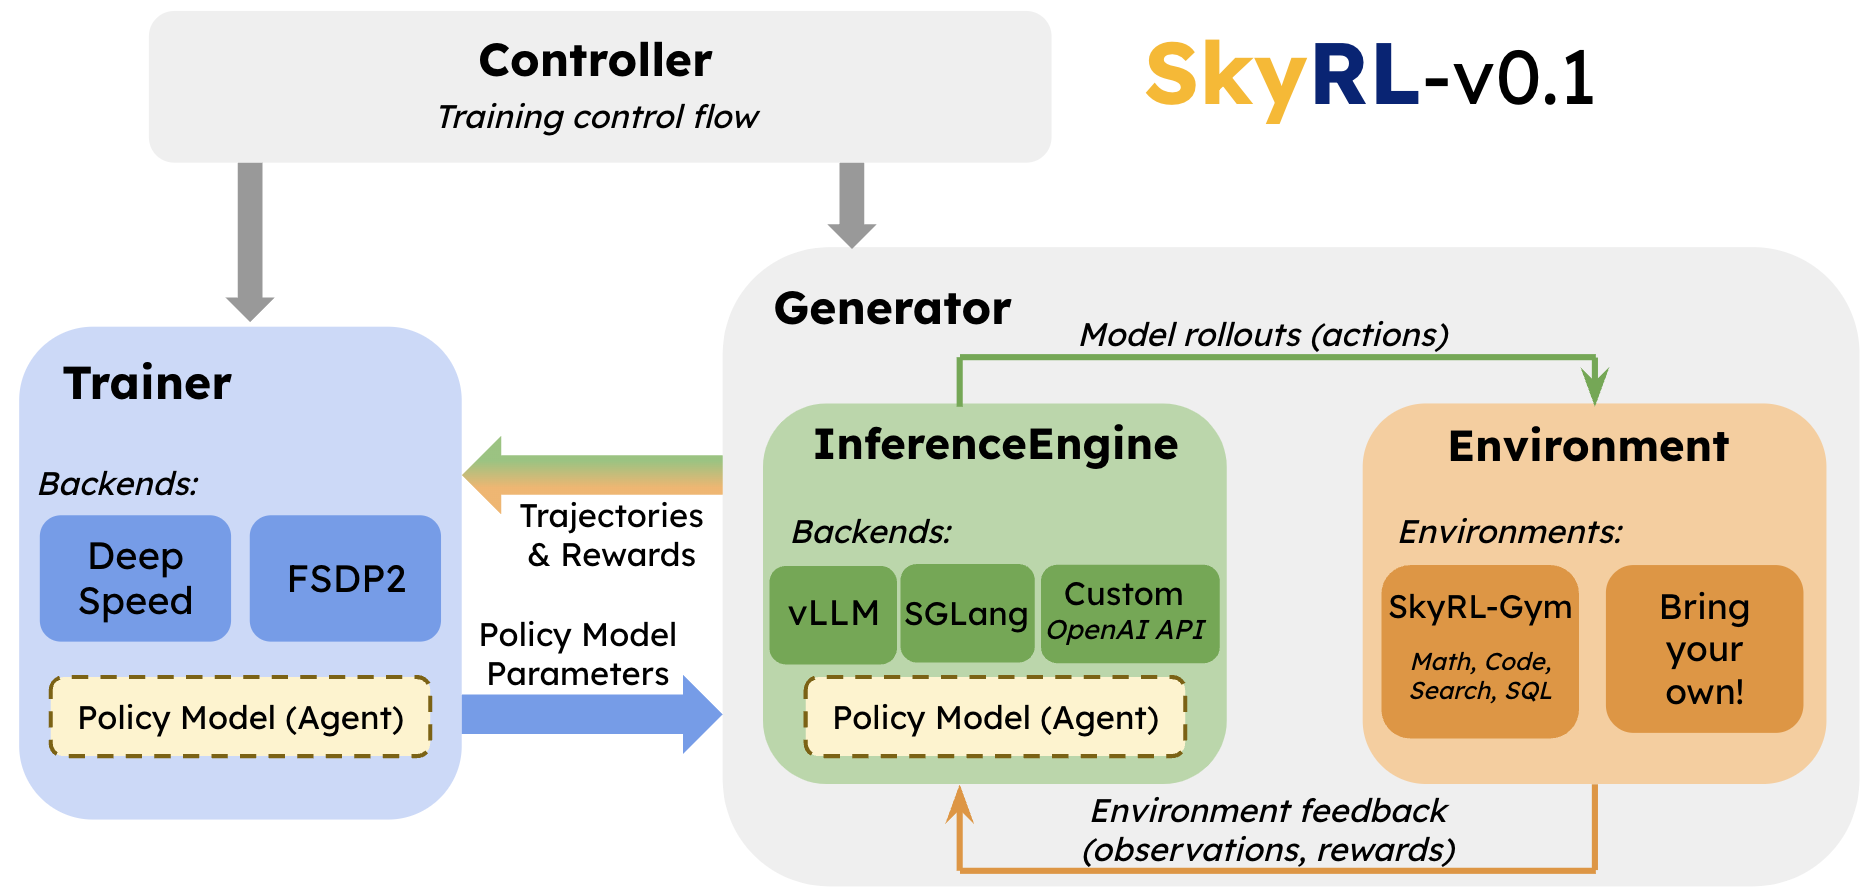 Controller
Training control flow
SkyRL-v0.1
Trainer
Backends:
Deep
Speed
FSDP2
Policy Model (Agent)
Trajectories
& Rewards
Policy Model
Parameters
Generator
Model rollouts (actions)
InferenceEngine
Backends:
vLLM
SGLang
Custom
OpenAI API
Policy Model (Agent)
Environment
Environments:
SkyRL-Gym
Math, Code,
Search, SQL
Bring
your
own!
Environment feedback
(observations, rewards)